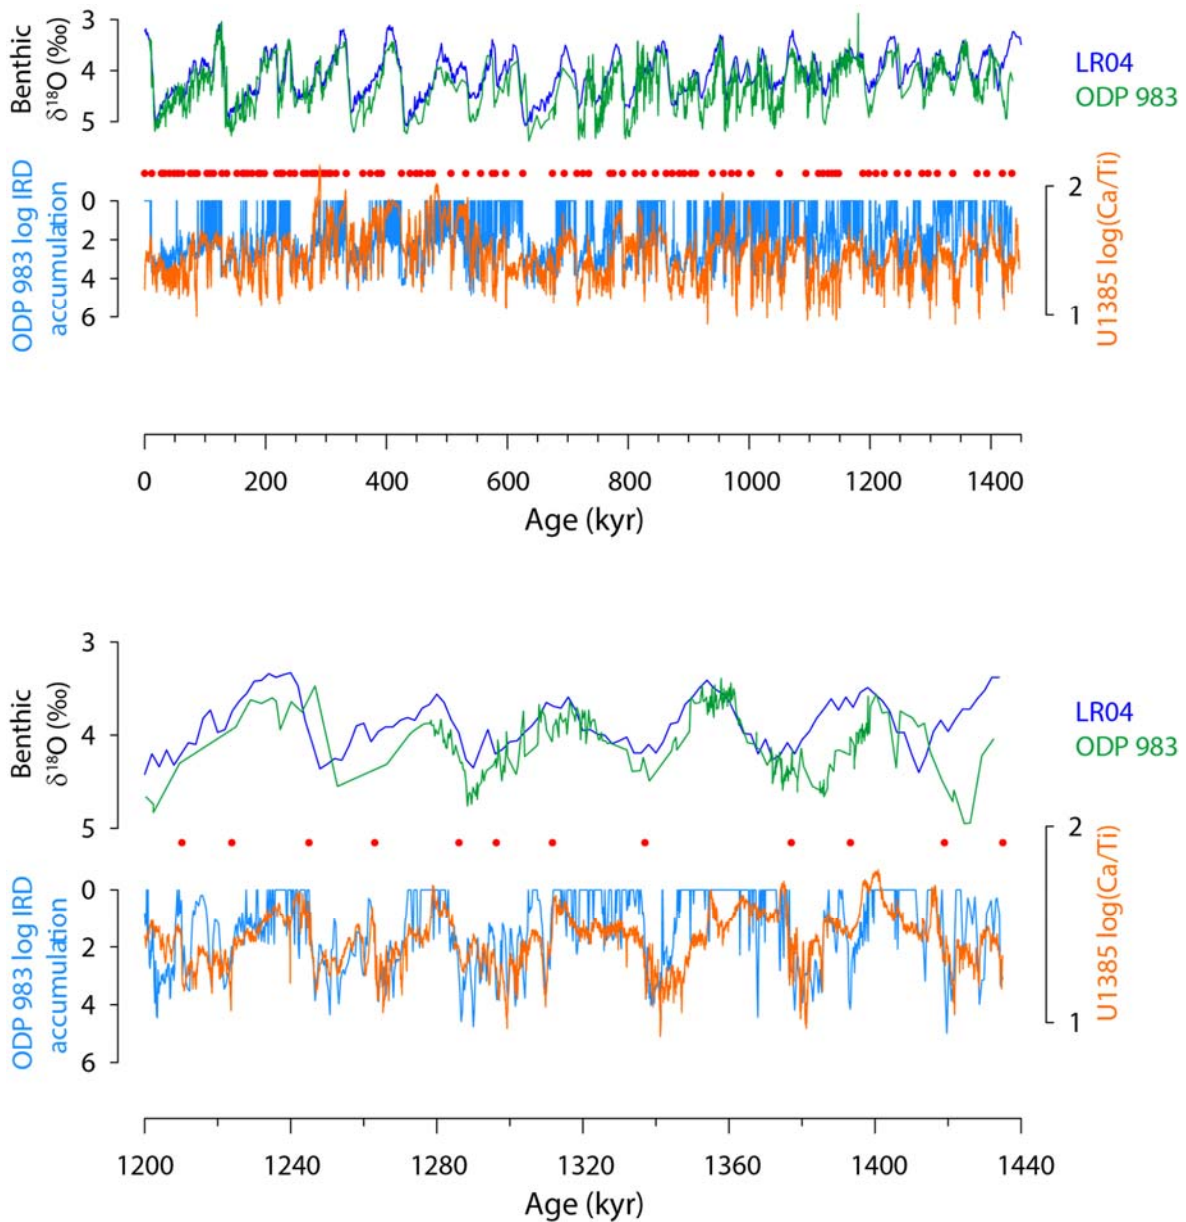 Benthic
δ¹⁸O (‰)
3
4
5
LR04
ODP 983
ODP 983 log IRD
accumulation
0
2
4
6
2
1
U1385 log(Ca/Ti)
0 200 400 600 800 1000 1200 1400
Age (kyr)
Benthic
δ¹⁸O (‰)
3
4
5
LR04
ODP 983
ODP 983 log IRD
accumulation
0
2
4
6
2
1
U1385 log(Ca/Ti)
1200 1240 1280 1320 1360 1400 1440
Age (kyr)